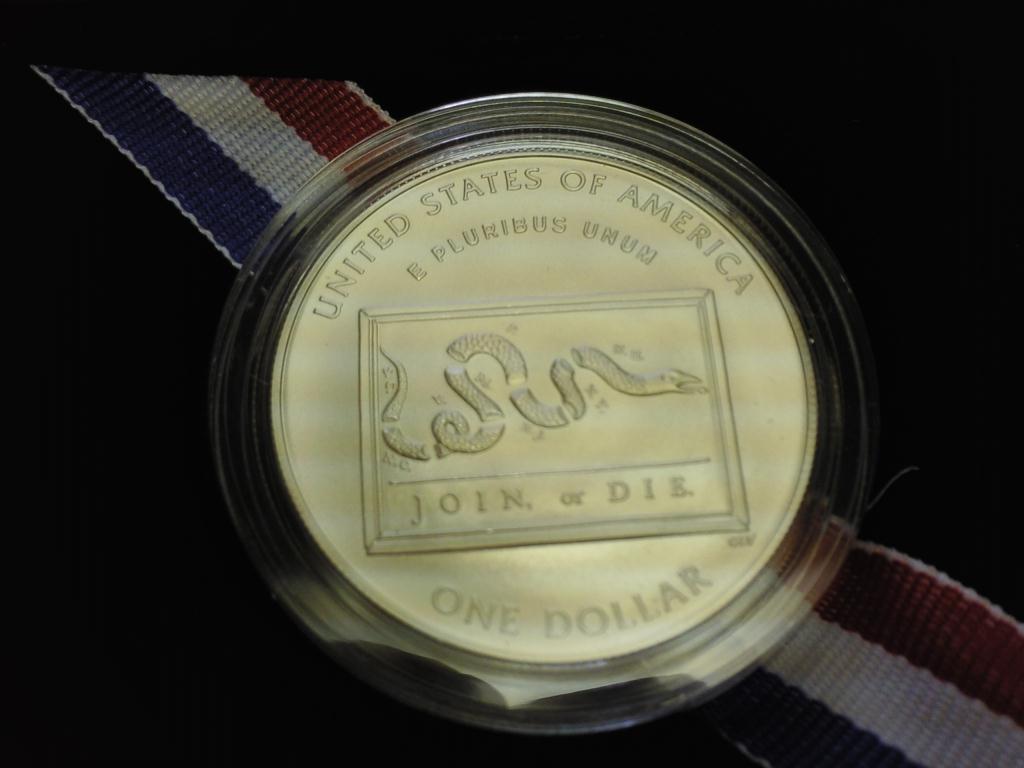 UNITED STATES OF AMERICA
E PLURIBUS UNUM
JOIN, or DIE.
ONE DOLLAR